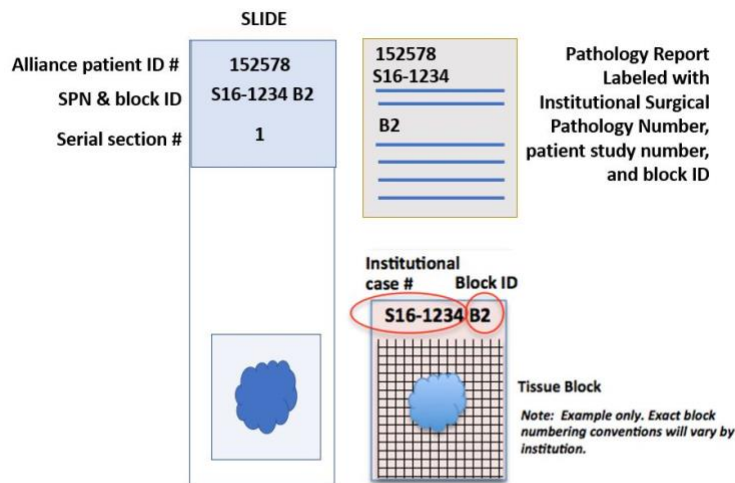 SLIDE
Alliance patient ID #
152578
SPN & block ID
S16-1234 B2
Serial section #
1
152578
S16-1234
B2
Pathology Report
Labeled with
Institutional Surgical
Pathology Number,
patient study number,
and block ID
Institutional
case #
Block ID
S16-1234 B2
Tissue Block
Note: Example only. Exact block
numbering conventions will vary by
institution.